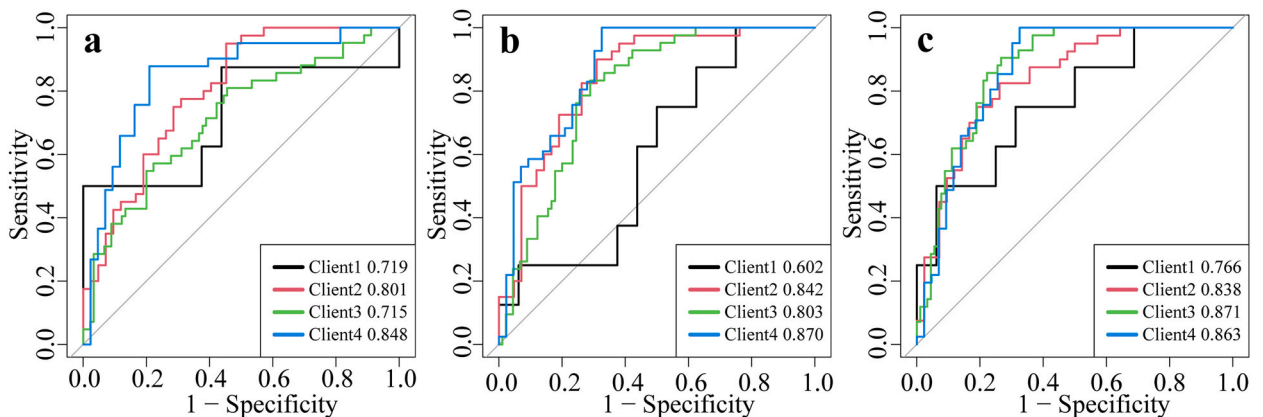 a
Sensitivity
1.0
0.8
0.6
0.4
0.2
0.0
Client1 0.719
Client2 0.801
Client3 0.715
Client4 0.848
0.0 0.2 0.4 0.6 0.8 1.0
1 − Specificity
b
Sensitivity
1.0
0.8
0.6
0.4
0.2
0.0
Client1 0.602
Client2 0.842
Client3 0.803
Client4 0.870
0.0 0.2 0.4 0.6 0.8 1.0
1 − Specificity
c
Sensitivity
1.0
0.8
0.6
0.4
0.2
0.0
Client1 0.766
Client2 0.838
Client3 0.871
Client4 0.863
0.0 0.2 0.4 0.6 0.8 1.0
1 − Specificity